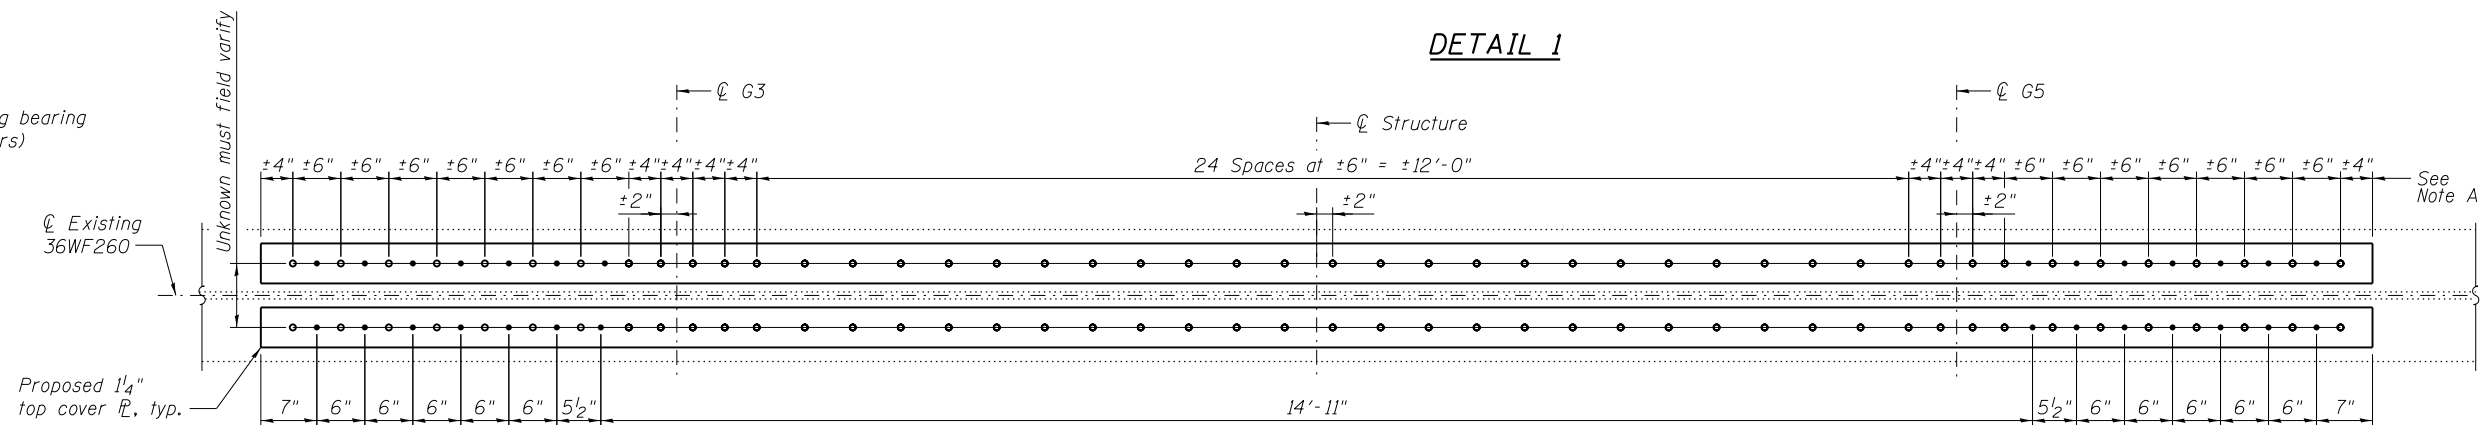 DETAIL 1
Unknown must field varify
g bearing
rs)
℄ G3
℄ G5
℄ Structure
±4" ±6" ±6" ±6" ±6" ±6" ±6" ±6" ±4" ±4" ±4" ±4" 24 Spaces at ±6" = ±12'-0" ±4" ±4" ±4" ±6" ±6" ±6" ±6" ±6" ±6" ±6" ±4"
See
Note A
±2" ±2" ±2"
℄ Existing
36WF260
Proposed 1¼"
top cover ℙL, typ.
7" 6" 6" 6" 6" 6" 5½" 14'-11" 5½" 6" 6" 6" 6" 6" 7"